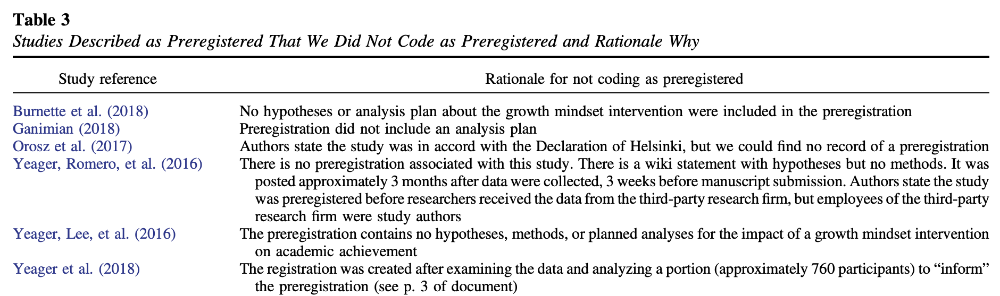 Table 3
Studies Described as Preregistered That We Did Not Code as Preregistered and Rationale Why
Study reference
Rationale for not coding as preregistered
Burnette et al. (2018)
No hypotheses or analysis plan about the growth mindset intervention were included in the preregistration
Ganimian (2018)
Preregistration did not include an analysis plan
Orosz et al. (2017)
Authors state the study was in accord with the Declaration of Helsinki, but we could find no record of a preregistration
Yeager, Romero, et al. (2016)
There is no preregistration associated with this study. There is a wiki statement with hypotheses but no methods. It was
posted approximately 3 months after data were collected, 3 weeks before manuscript submission. Authors state the study
was preregistered before researchers received the data from the third-party research firm, but employees of the third-party
research firm were study authors
Yeager, Lee, et al. (2016)
The preregistration contains no hypotheses, methods, or planned analyses for the impact of a growth mindset intervention
on academic achievement
Yeager et al. (2018)
The registration was created after examining the data and analyzing a portion (approximately 760 participants) to “inform”
the preregistration (see p. 3 of document)